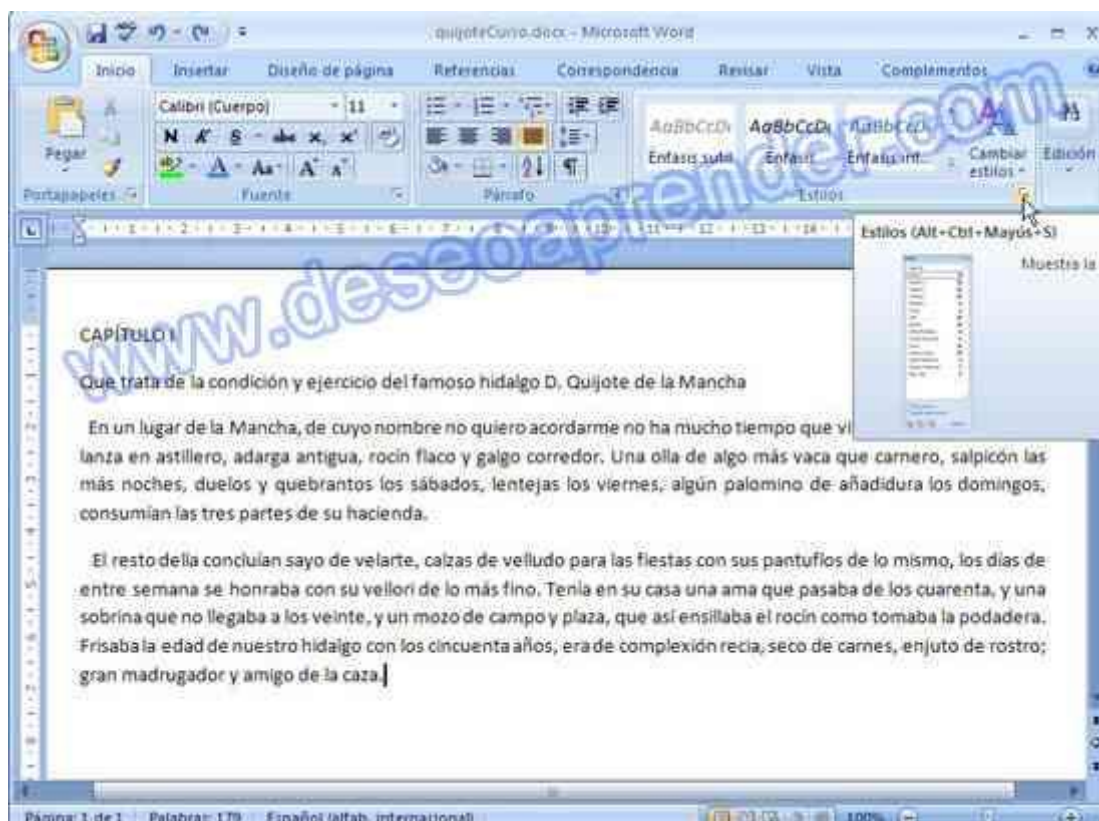 quijoteCurso.docx - Microsoft Word
Inicio Insertar Diseño de página Referencias Correspondencia Revisar Vista Complementos
Calibri (Cuerpo) 11
AaBbCcDc AaBbCcDc AaBbCcDc
N K S abc x, x'
Pegar
Énfasis sutil Énfasis Énfasis int...
Cambiar estilos
Edición
Aa A A
Portapapeles Fuente Párrafo Estilos
www.deseoaprender.com
Estilos (Alt+Ctrl+Mayús+S)
Muestra la
CAPÍTULO I
Que trata de la condición y ejercicio del famoso hidalgo D. Quijote de la Mancha
En un lugar de la Mancha, de cuyo nombre no quiero acordarme no ha mucho tiempo que vi
lanza en astillero, adarga antigua, rocín flaco y galgo corredor. Una olla de algo más vaca que carnero, salpicón las
más noches, duelos y quebrantos los sábados, lentejas los viernes, algún palomino de añadidura los domingos,
consumían las tres partes de su hacienda.
El resto della concluían sayo de velarte, calzas de velludo para las fiestas con sus pantuflos de lo mismo, los días de
entre semana se honraba con su vellori de lo más fino. Tenía en su casa una ama que pasaba de los cuarenta, y una
sobrina que no llegaba a los veinte, y un mozo de campo y plaza, que así ensillaba el rocín como tomaba la podadera.
Frisaba la edad de nuestro hidalgo con los cincuenta años, era de complexión recia, seco de carnes, enjuto de rostro;
gran madrugador y amigo de la caza.
Página: 1 de 1 Palabras: 179 Español (alfab. internacional) 100%